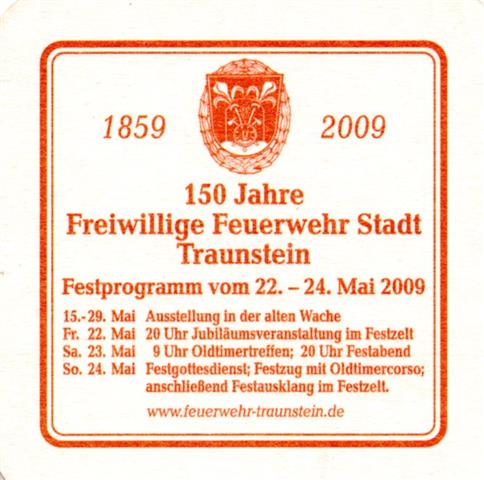 1859 2009
150 Jahre
Freiwillige Feuerwehr Stadt
Traunstein
Festprogramm vom 22. – 24. Mai 2009
15.-29. Mai Ausstellung in der alten Wache
Fr. 22. Mai 20 Uhr Jubiläumsveranstaltung im Festzelt
Sa. 23. Mai 9 Uhr Oldtimertreffen; 20 Uhr Festabend
So. 24. Mai Festgottesdienst; Festzug mit Oldtimercorso;
anschließend Festausklang im Festzelt.
www.feuerwehr-traunstein.de